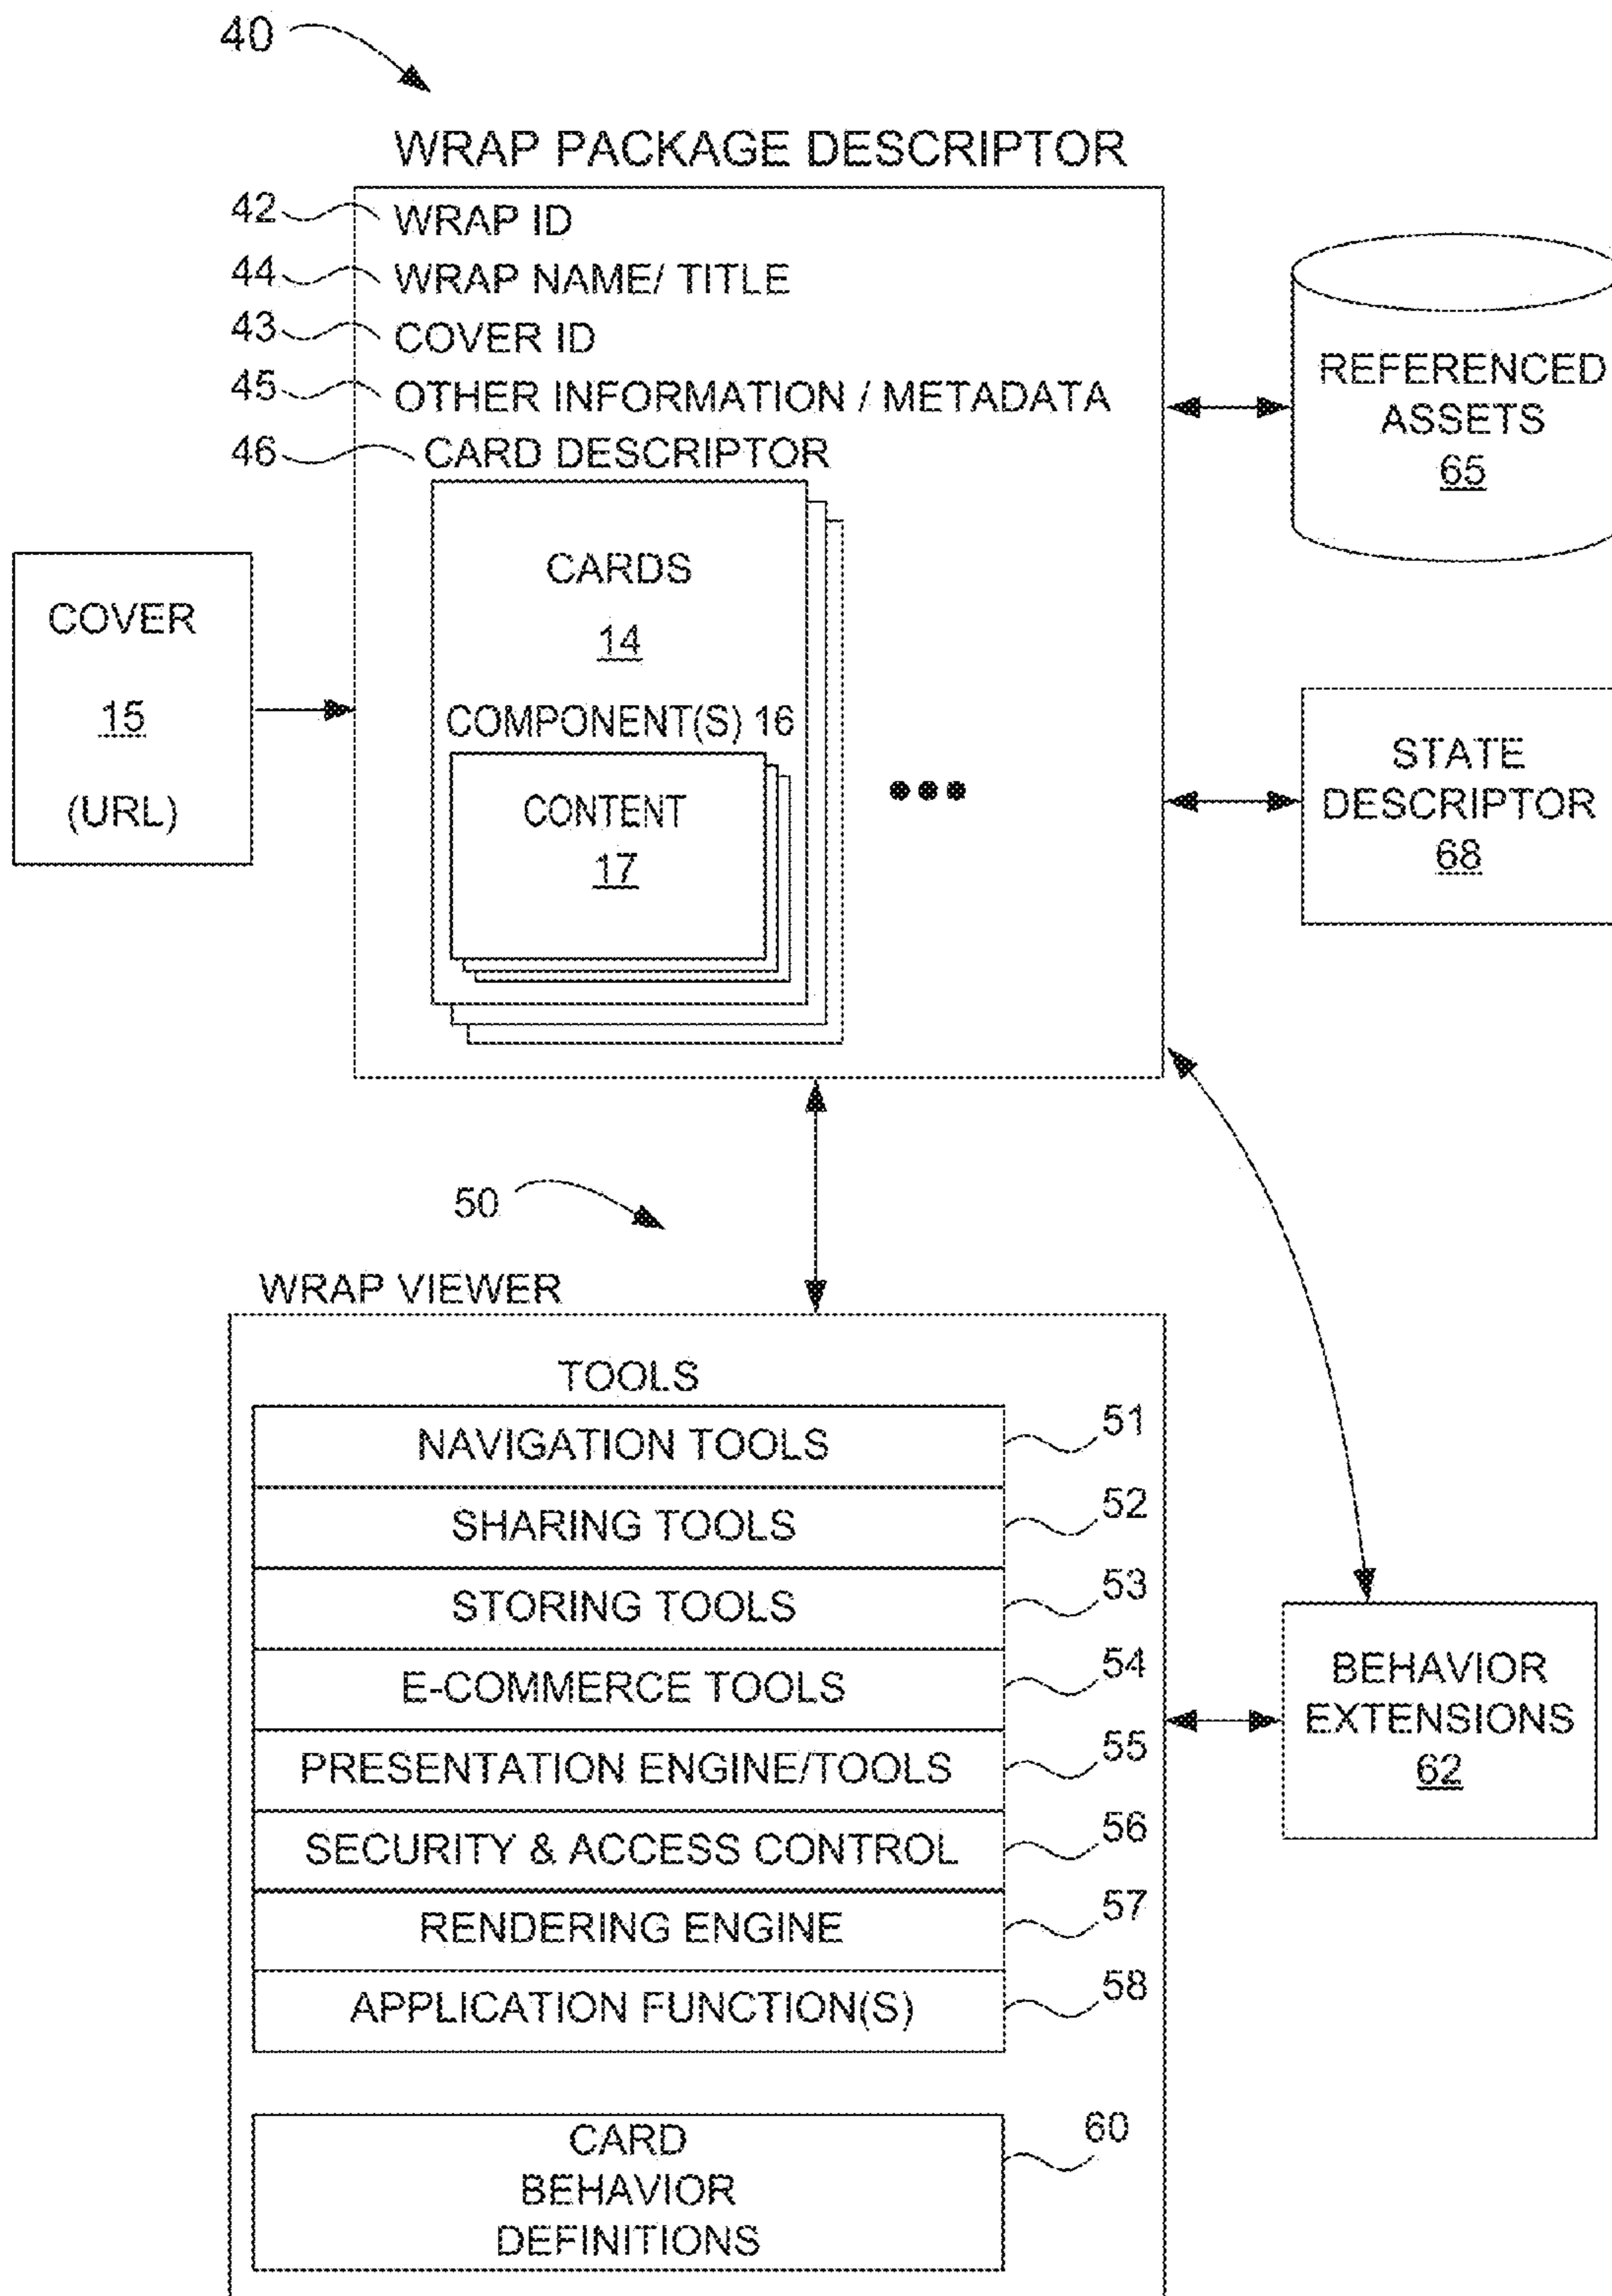 40
WRAP PACKAGE DESCRIPTOR
42 WRAP ID
44 WRAP NAME/ TITLE
43 COVER ID
45 OTHER INFORMATION / METADATA
46 CARD DESCRIPTOR
CARDS
14
COMPONENT(S) 16
CONTENT
17
COVER
15
(URL)
REFERENCED
ASSETS
65
STATE
DESCRIPTOR
68
50
WRAP VIEWER
TOOLS
NAVIGATION TOOLS 51
SHARING TOOLS 52
STORING TOOLS 53
E-COMMERCE TOOLS 54
PRESENTATION ENGINE/TOOLS 55
SECURITY & ACCESS CONTROL 56
RENDERING ENGINE 57
APPLICATION FUNCTION(S) 58
CARD 60
BEHAVIOR
DEFINITIONS
BEHAVIOR
EXTENSIONS
62